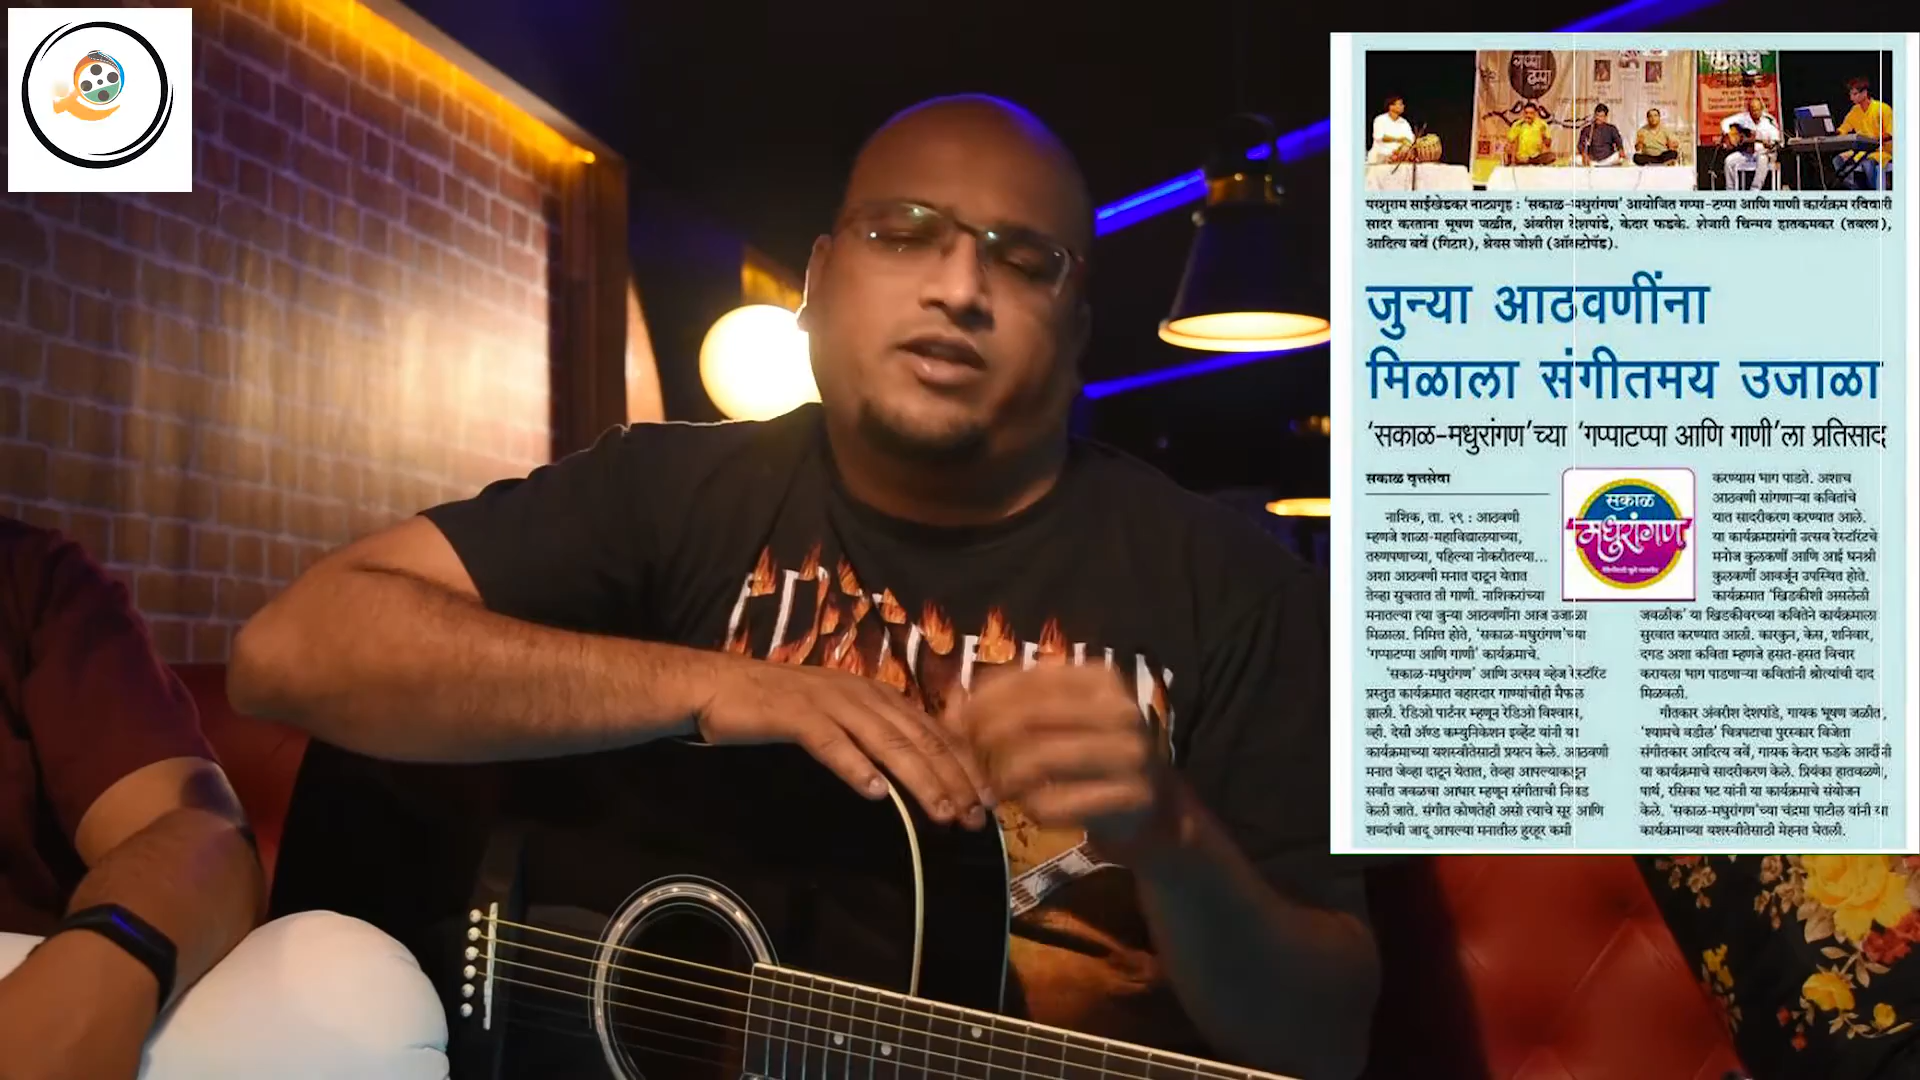 परशुराम साईखेडकर नाट्यगृह : 'सकाळ-मधुरांगण' आयोजित गप्पा-टप्पा आणि गाणी कार्यक्रम रविवारी
सादर करताना भूषण जळीत, अंबरीश देशपांडे, केदार फडके. शेजारी चिन्मय हातकमकर (तबला),
आदित्य बर्वे (गिटार), श्रेयस जोशी (ऑक्टोपॅड).
जुन्या आठवणींना
मिळाला संगीतमय उजाळा
'सकाळ-मधुरांगण'च्या 'गप्पाटप्पा आणि गाणी'ला प्रतिसाद
सकाळ वृत्तसेवा
नाशिक, ता. २९ : आठवणी
म्हणजे शाळा-महाविद्यालयाच्या,
तरुणपणाच्या, पहिल्या नोकरीतल्या...
अशा आठवणी मनात दाटून येतात
तेव्हा सुचतात ती गाणी. नाशिकरांच्या
मनातल्या त्या जुन्या आठवणींना आज उजाळा
मिळाला. निमित्त होते, 'सकाळ-मधुरांगण'च्या
'गप्पाटप्पा आणि गाणी' कार्यक्रमाचे.
'सकाळ-मधुरांगण' आणि उत्सव व्हेज रेस्टॉरंट
प्रस्तुत कार्यक्रमात बहारदार गाण्यांचीही मैफल
झाली. रेडिओ पार्टनर म्हणून रेडिओ विश्वास,
व्ही. देसी अ‍ॅण्ड कम्युनिकेशन इव्हेंट यांनी या
कार्यक्रमाच्या यशस्वीतेसाठी प्रयत्न केले. आठवणी
मनात जेव्हा दाटून येतात, तेव्हा आपल्याकडून
सर्वांत जवळचा आधार म्हणून संगीताची निवड
केली जाते. संगीत कोणतेही असो त्याचे सूर आणि
शब्दांची जादू आपल्या मनातील हुरहूर कमी
सकाळ
मधुरांगण
करण्यास भाग पाडते. अशाच
आठवणी सांगणाऱ्या कवितांचे
यात सादरीकरण करण्यात आले.
या कार्यक्रमप्रसंगी उत्सव रेस्टॉरंटचे
मनोज कुलकर्णी आणि आई घनश्री
कुलकर्णी आवर्जून उपस्थित होते.
कार्यक्रमात 'खिडकीशी असलेली
जवळीक' या खिडकीवरच्या कवितेने कार्यक्रमाला
सुरवात करण्यात आली. कारकुन, केस, शनिवार,
दगड अशा कविता म्हणजे हसत-हसत विचार
करायला भाग पाडणाऱ्या कवितांनी श्रोत्यांची दाद
मिळवली.
गीतकार अंबरीश देशपांडे, गायक भूषण जळीत,
'श्यामचे वडील' चित्रपटाचा पुरस्कार विजेता
संगीतकार आदित्य बर्वे, गायक केदार फडके आदींनी
या कार्यक्रमाचे सादरीकरण केले. प्रियंका हातवळणे,
पार्थ, रसिका भट यांनी या कार्यक्रमाचे संयोजन
केले. 'सकाळ-मधुरांगण'च्या चंद्रमा पाटील यांनी या
कार्यक्रमाच्या यशस्वीतेसाठी मेहनत घेतली.